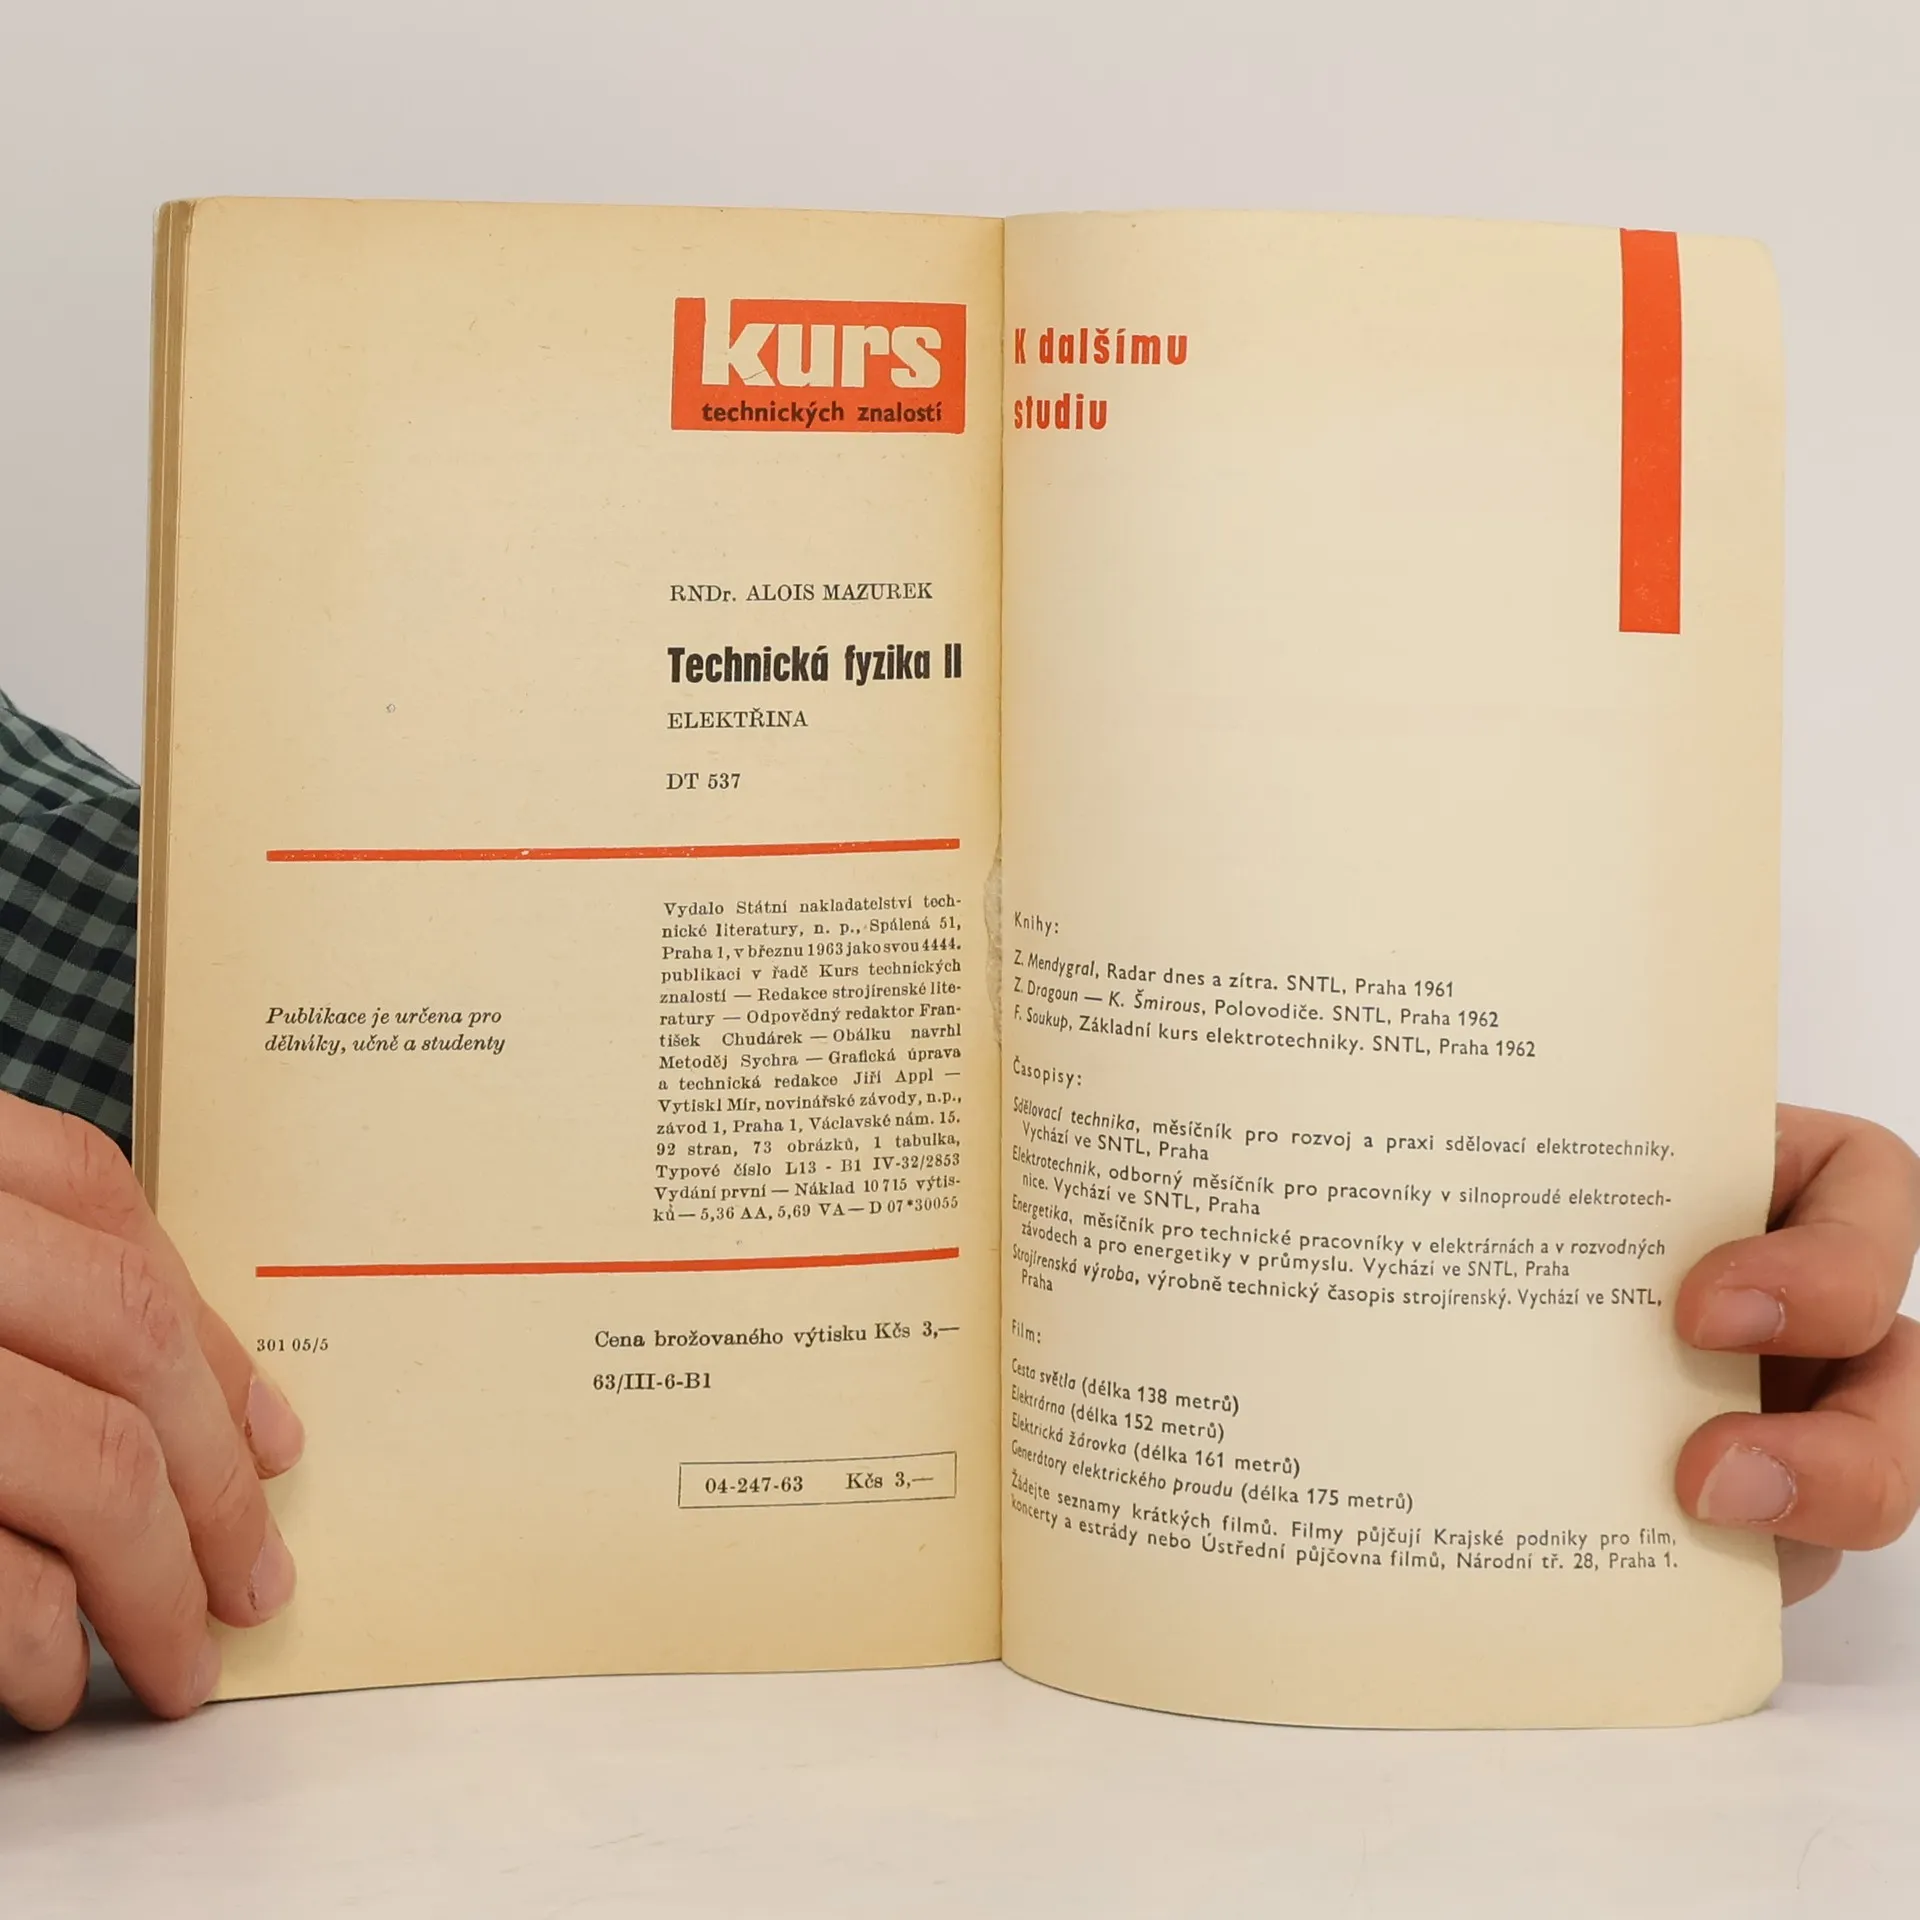 kurs
technických znalostí
RNDr. ALOIS MAZUREK
Technická fyzika II
ELEKTŘINA
DT 537
Publikace je určena pro
dělníky, učně a studenty
Vydalo Státní nakladatelství tech-
nické literatury, n. p., Spálená 51,
Praha 1, v březnu 1963 jako svou 4444.
publikaci v řadě Kurs technických
znalostí — Redakce strojírenské lite-
ratury — Odpovědný redaktor Fran-
tišek Chudárek — Obálku navrhl
Metoděj Sychra — Grafická úprava
a technická redakce Jiří Appl —
Vytiskl Mír, novinářské závody, n.p.,
závod 1, Praha 1, Václavské nám. 15.
92 stran, 73 obrázků, 1 tabulka,
Typové číslo L13 - B1 IV-32/2853
Vydání první — Náklad 10 715 výtis-
ků — 5,36 AA, 5,69 VA — D 07*30055
301 05/5
Cena brožovaného výtisku Kčs 3,—
63/III-6-B1
04-247-63 Kčs 3,—
K dalšímu
studiu
Knihy:
Z. Mendygral, Radar dnes a zítra. SNTL, Praha 1961
Z. Dragoun — K. Šmirous, Polovodiče. SNTL, Praha 1962
F. Soukup, Základní kurs elektrotechniky. SNTL, Praha 1962
Časopisy:
Sdělovací technika, měsíčník pro rozvoj a praxi sdělovací elektrotechniky.
Vychází ve SNTL, Praha
Elektrotechnik, odborný měsíčník pro pracovníky v silnoproudé elektrotech-
nice. Vychází ve SNTL, Praha
Energetika, měsíčník pro technické pracovníky v elektrárnách a v rozvodných
závodech a pro energetiky v průmyslu. Vychází ve SNTL, Praha
Strojírenská výroba, výrobně technický časopis strojírenský. Vychází ve SNTL,
Praha
Film:
Cesta světla (délka 138 metrů)
Elektrárna (délka 152 metrů)
Elektrická žárovka (délka 161 metrů)
Generátory elektrického proudu (délka 175 metrů)
Žádejte seznamy krátkých filmů. Filmy půjčují Krajské podniky pro film,
koncerty a estrády nebo Ústřední půjčovna filmů, Národní tř. 28, Praha 1.